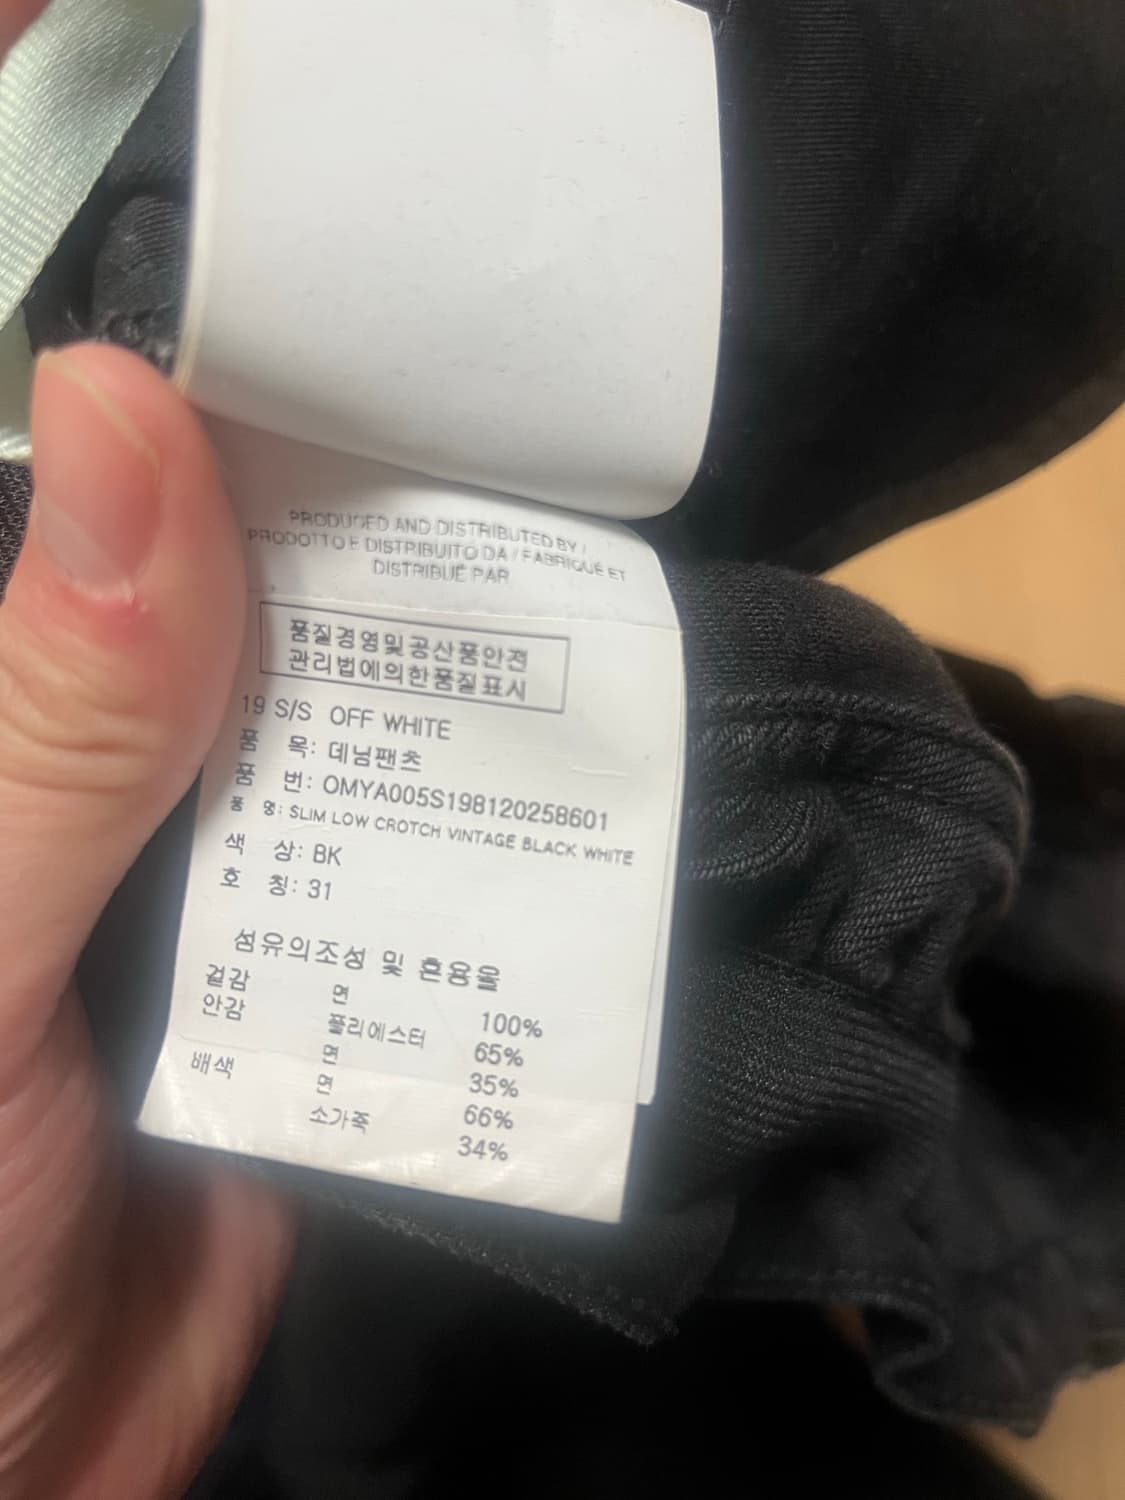 PRODUCED AND DISTRIBUTED BY /
PRODOTTO E DISTRIBUITO DA / FABRIQUÉ ET
DISTRIBUÉ PAR
품질경영및공산품안전
관리법에의한품질표시
19 S/S OFF WHITE
품 목: 데님팬츠
품 번: OMYA005S198120258601
품 명: SLIM LOW CROTCH VINTAGE BLACK WHITE
색 상: BK
호 칭: 31
섬유의조성 및 혼용율
겉감 면 100%
안감 폴리에스터 65%
면 35%
배색 면 66%
소가죽 34%